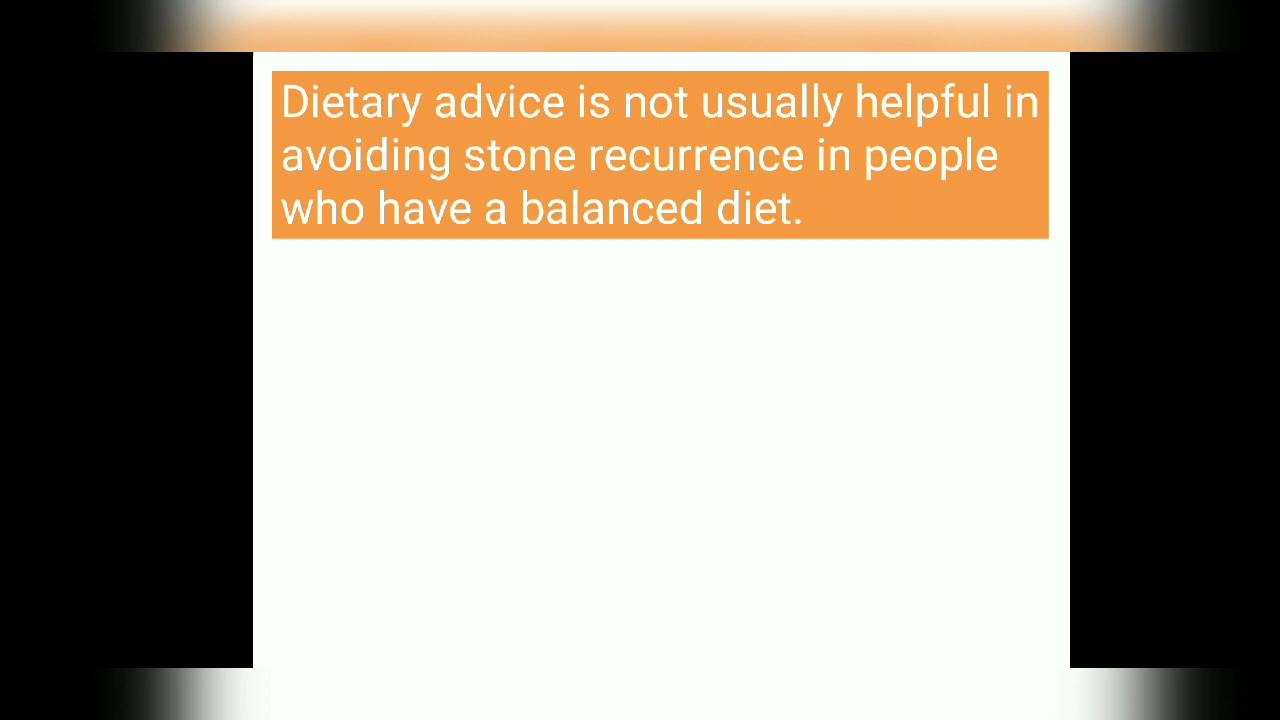 Dietary advice is not usually helpful in
avoiding stone recurrence in people
who have a balanced diet.